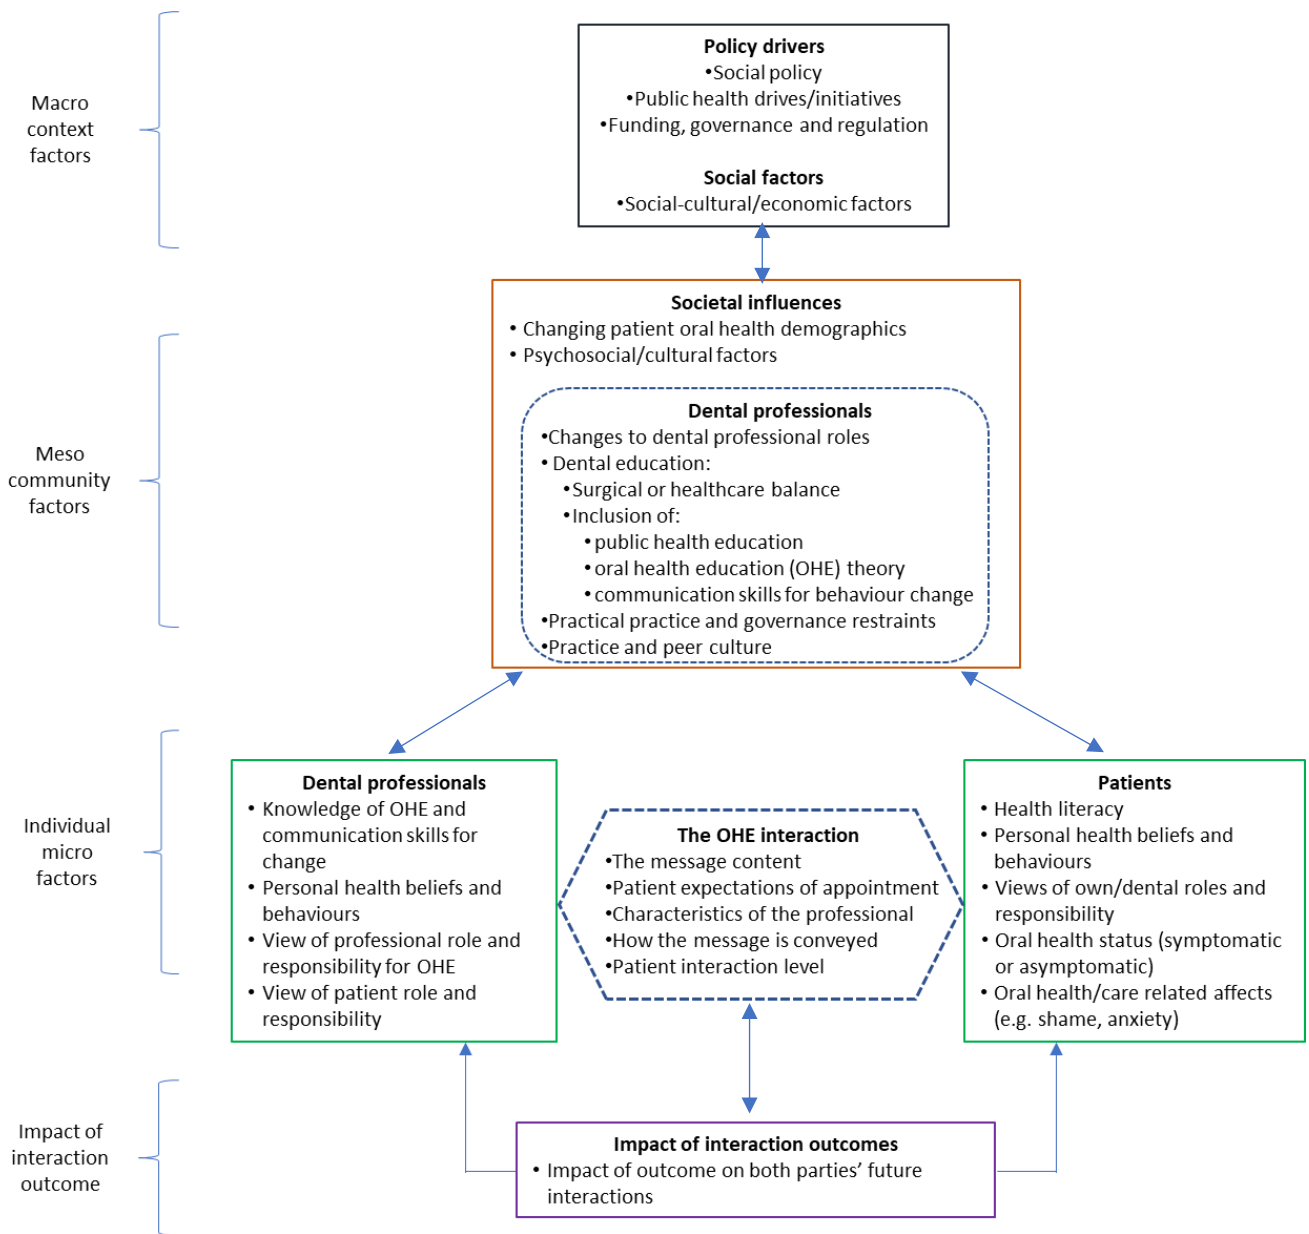 Macro
context
factors
Policy drivers
•Social policy
•Public health drives/initiatives
•Funding, governance and regulation
Social factors
•Social-cultural/economic factors
Meso
community
factors
Societal influences
• Changing patient oral health demographics
• Psychosocial/cultural factors
Dental professionals
•Changes to dental professional roles
• Dental education:
•Surgical or healthcare balance
•Inclusion of:
• public health education
• oral health education (OHE) theory
• communication skills for behaviour change
•Practical practice and governance restraints
•Practice and peer culture
Individual
micro
factors
Dental professionals
• Knowledge of OHE and
communication skills for
change
• Personal health beliefs and
behaviours
• View of professional role and
responsibility for OHE
• View of patient role and
responsibility
The OHE interaction
•The message content
•Patient expectations of appointment
•Characteristics of the professional
•How the message is conveyed
•Patient interaction level
Patients
• Health literacy
• Personal health beliefs and
behaviours
• Views of own/dental roles and
responsibility
• Oral health status (symptomatic
or asymptomatic)
• Oral health/care related affects
(e.g. shame, anxiety)
Impact of
interaction
outcome
Impact of interaction outcomes
• Impact of outcome on both parties’ future
interactions